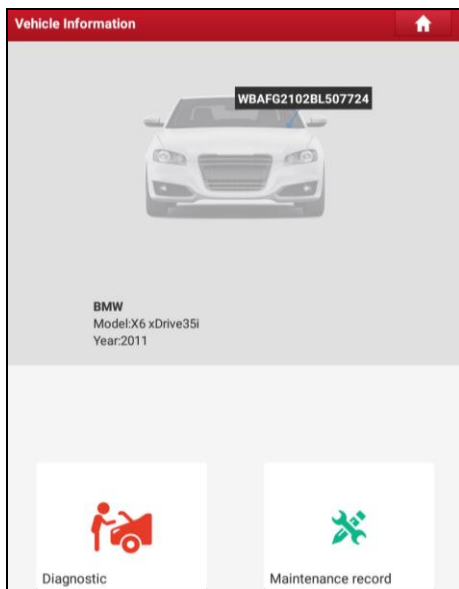 Vehicle Information
WBAFG2102BL507724
BMW
Model:X6 xDrive35i
Year:2011
Diagnostic
Maintenance record